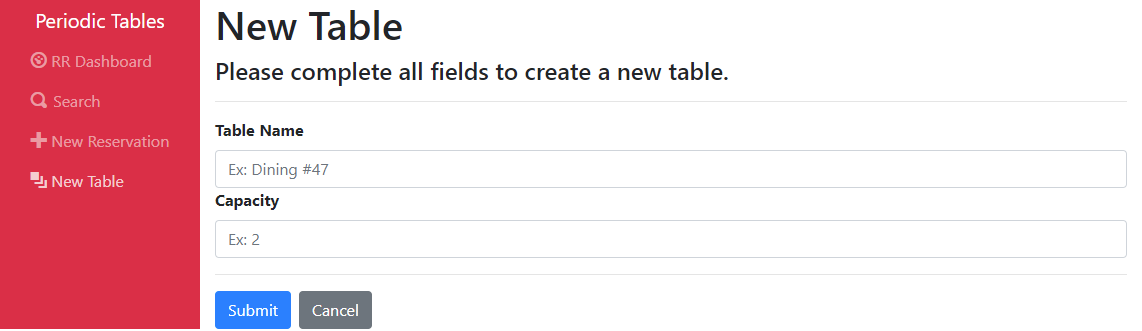 Periodic Tables
RR Dashboard
Search
New Reservation
New Table
New Table
Please complete all fields to create a new table.
Table Name
Ex: Dining #47
Capacity
Ex: 2
Submit
Cancel